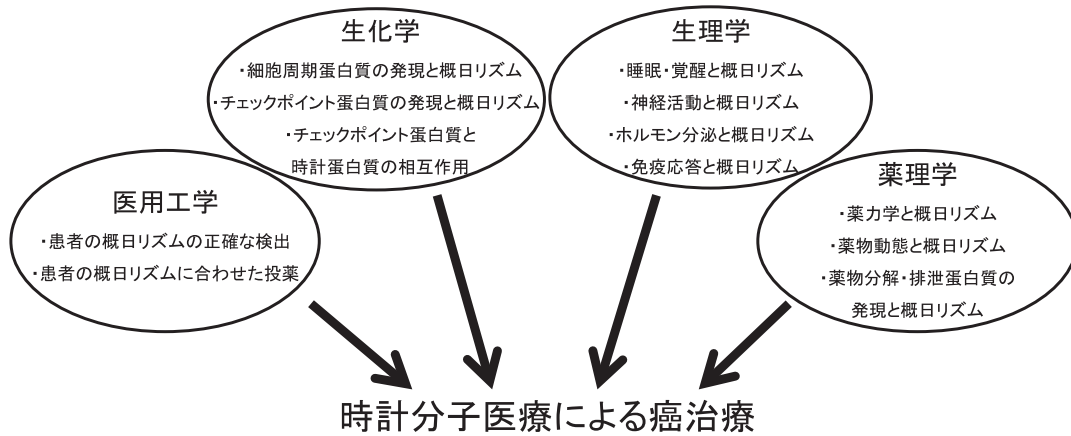 生化学
・細胞周期蛋白質の発現と概日リズム
・チェックポイント蛋白質の発現と概日リズム
・チェックポイント蛋白質と
時計蛋白質の相互作用
生理学
・睡眠・覚醒と概日リズム
・神経活動と概日リズム
・ホルモン分泌と概日リズム
・免疫応答と概日リズム
医用工学
・患者の概日リズムの正確な検出
・患者の概日リズムに合わせた投薬
薬理学
・薬力学と概日リズム
・薬物動態と概日リズム
・薬物分解・排泄蛋白質の
発現と概日リズム
時計分子医療による癌治療